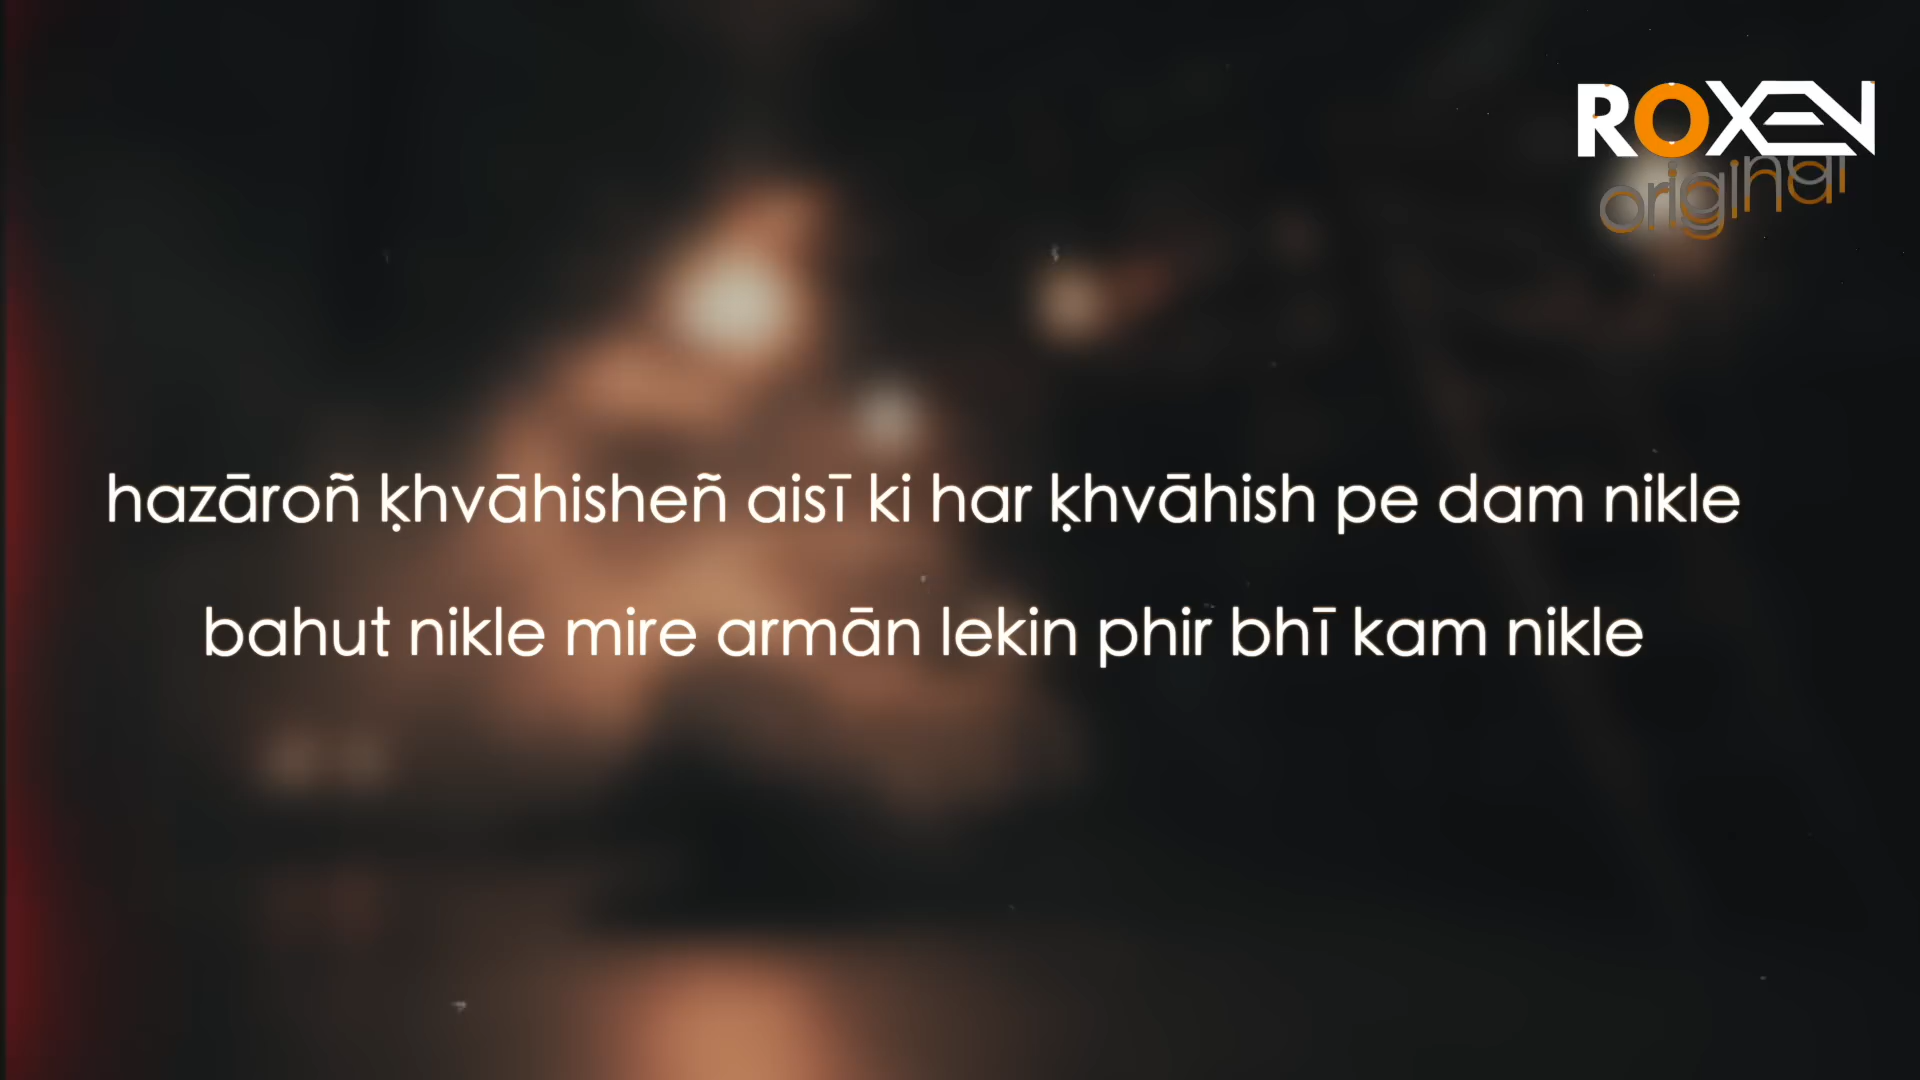 ROXEN
original
hazāroñ ḳhvāhisheñ aisī ki har ḳhvāhish pe dam nikle
bahut nikle mire armān lekin phir bhī kam nikle